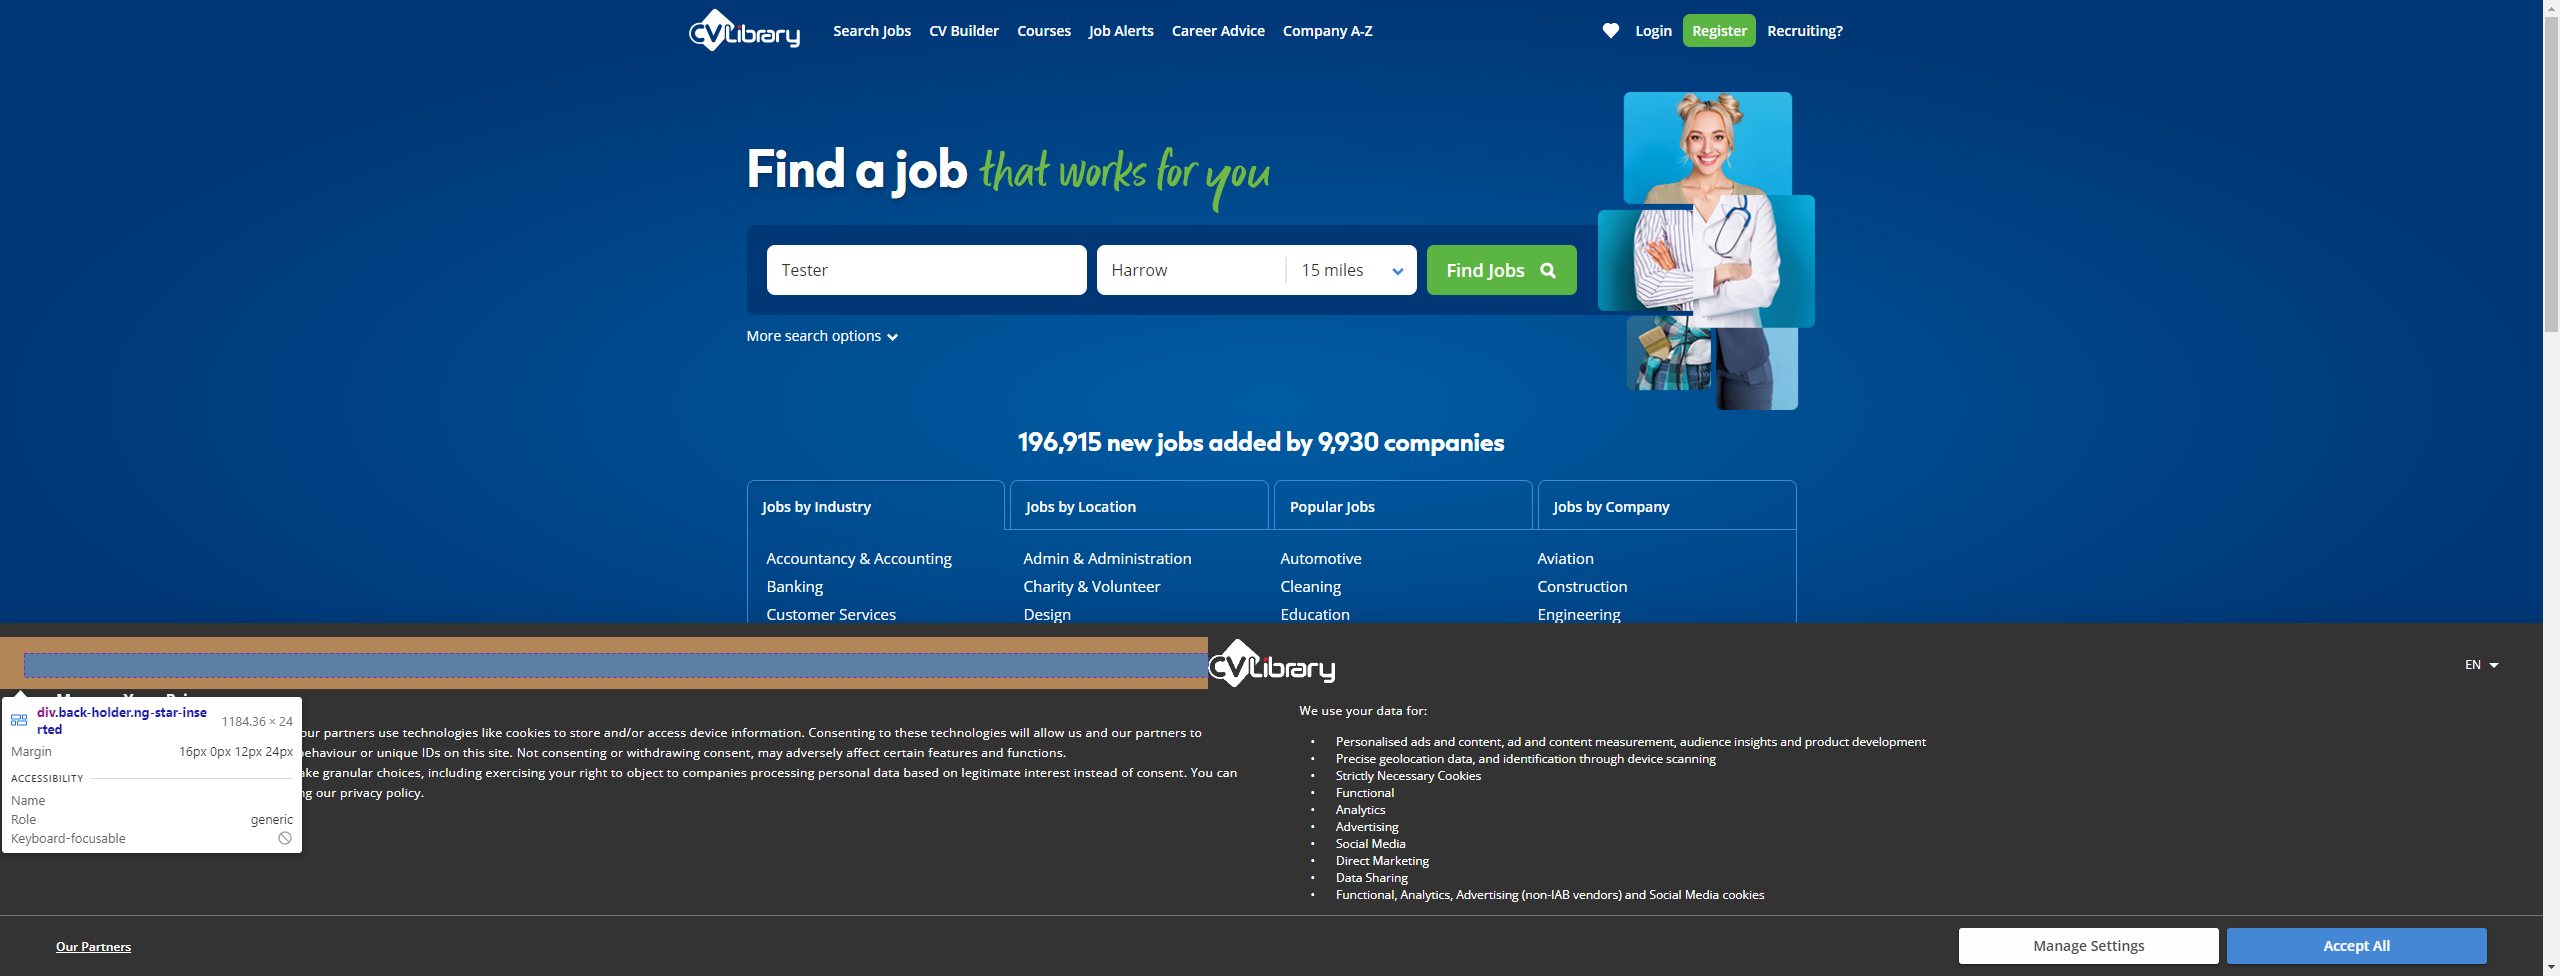 CV Library
Search Jobs
CV Builder
Courses
Job Alerts
Career Advice
Company A-Z
Login
Register
Recruiting?
Find a job that works for you
Tester
Harrow
15 miles
Find Jobs
More search options
196,915 new jobs added by 9,930 companies
Jobs by Industry
Jobs by Location
Popular Jobs
Jobs by Company
Accountancy & Accounting
Admin & Administration
Automotive
Aviation
Banking
Charity & Volunteer
Cleaning
Construction
Customer Services
Design
Education
Engineering
CV Library
EN
div.back-holder.ng-star-inse
rted
1184.36 × 24
Margin
16px 0px 12px 24px
ACCESSIBILITY
Name
Role
generic
Keyboard-focusable
our partners use technologies like cookies to store and/or access device information. Consenting to these technologies will allow us and our partners to
behaviour or unique IDs on this site. Not consenting or withdrawing consent, may adversely affect certain features and functions.
granular choices, including exercising your right to object to companies processing personal data based on legitimate interest instead of consent. You can
our privacy policy.
We use your data for:
• Personalised ads and content, ad and content measurement, audience insights and product development
• Precise geolocation data, and identification through device scanning
• Strictly Necessary Cookies
• Functional
• Analytics
• Advertising
• Social Media
• Direct Marketing
• Data Sharing
• Functional, Analytics, Advertising (non-IAB vendors) and Social Media cookies
Our Partners
Manage Settings
Accept All